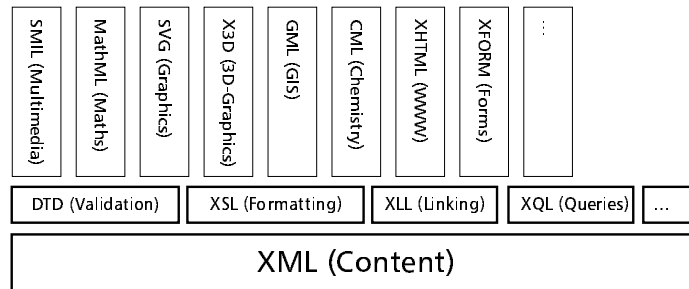 SMIL (Multimedia)
MathML (Maths)
SVG (Graphics)
X3D (3D-Graphics)
GML (GIS)
CML (Chemistry)
XHTML (WWW)
XFORM (Forms)
...
DTD (Validation)
XSL (Formatting)
XLL (Linking)
XQL (Queries)
...
XML (Content)